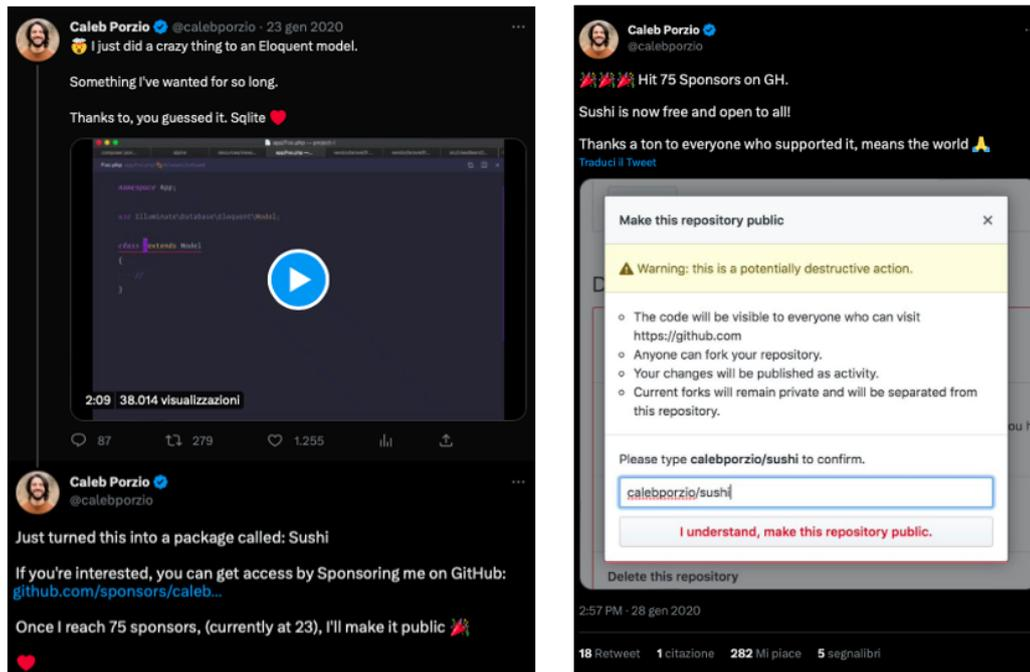 Caleb Porzio @calebporzio · 23 gen 2020
🤯 I just did a crazy thing to an Eloquent model.
Something I've wanted for so long.
Thanks to, you guessed it. Sqlite ❤️
app/Foo.php — project-1
namespace App;
use Illuminate\Database\Eloquent\Model;
class extends Model
{
//
}
2:09 38.014 visualizzazioni
87 279 1.255
Caleb Porzio
@calebporzio
Just turned this into a package called: Sushi
If you're interested, you can get access by Sponsoring me on GitHub:
github.com/sponsors/caleb…
Once I reach 75 sponsors, (currently at 23), I'll make it public 🎉
❤️
Caleb Porzio
@calebporzio
🎉🎉🎉 Hit 75 Sponsors on GH.
Sushi is now free and open to all!
Thanks a ton to everyone who supported it, means the world 🙏
Traduci il Tweet
Make this repository public ×
Warning: this is a potentially destructive action.
The code will be visible to everyone who can visit
https://github.com
Anyone can fork your repository.
Your changes will be published as activity.
Current forks will remain private and will be separated from
this repository.
Please type calebporzio/sushi to confirm.
calebporzio/sushi
I understand, make this repository public.
Delete this repository
2:57 PM · 28 gen 2020
18 Retweet 1 citazione 282 Mi piace 5 segnalibri